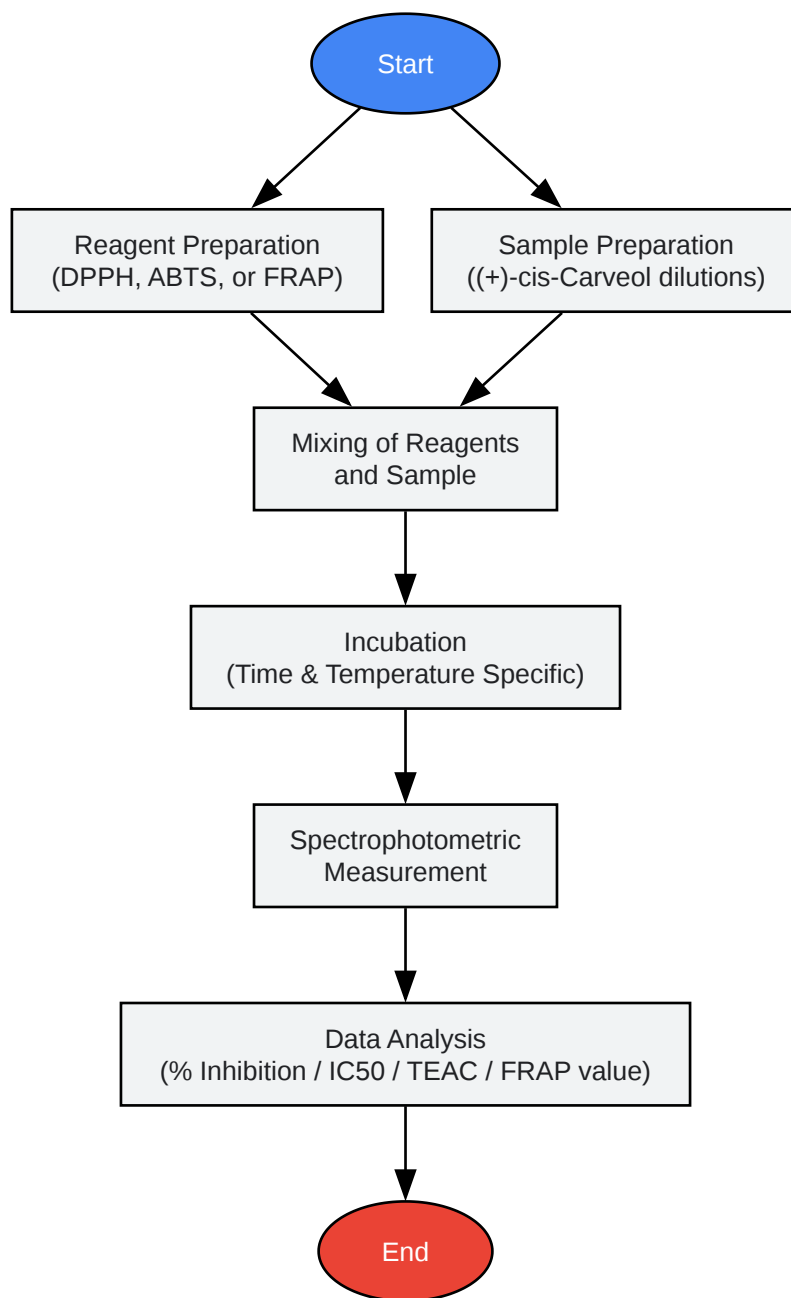 Start
Reagent Preparation
(DPPH, ABTS, or FRAP)
Sample Preparation
((+)-cis-Carveol dilutions)
Mixing of Reagents
and Sample
Incubation
(Time & Temperature Specific)
Spectrophotometric
Measurement
Data Analysis
(% Inhibition / IC50 / TEAC / FRAP value)
End